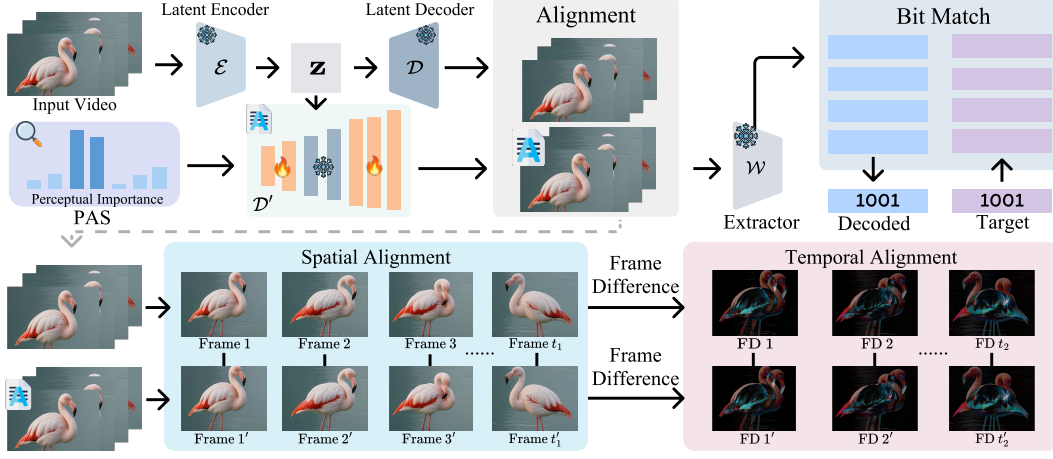 Latent Encoder
Latent Decoder
Alignment
Bit Match
ℰ
z
𝒟
Input Video
Perceptual Importance
PAS
𝒟′
𝒲
Extractor
1001
1001
Decoded
Target
Spatial Alignment
Frame
Difference
Temporal Alignment
Frame 1
Frame 2
Frame 3
......
Frame t₁
FD 1
FD 2
......
FD t₂
Frame
Difference
Frame 1′
Frame 2′
Frame 3′
Frame t₁′
FD 1′
FD 2′
FD t₂′